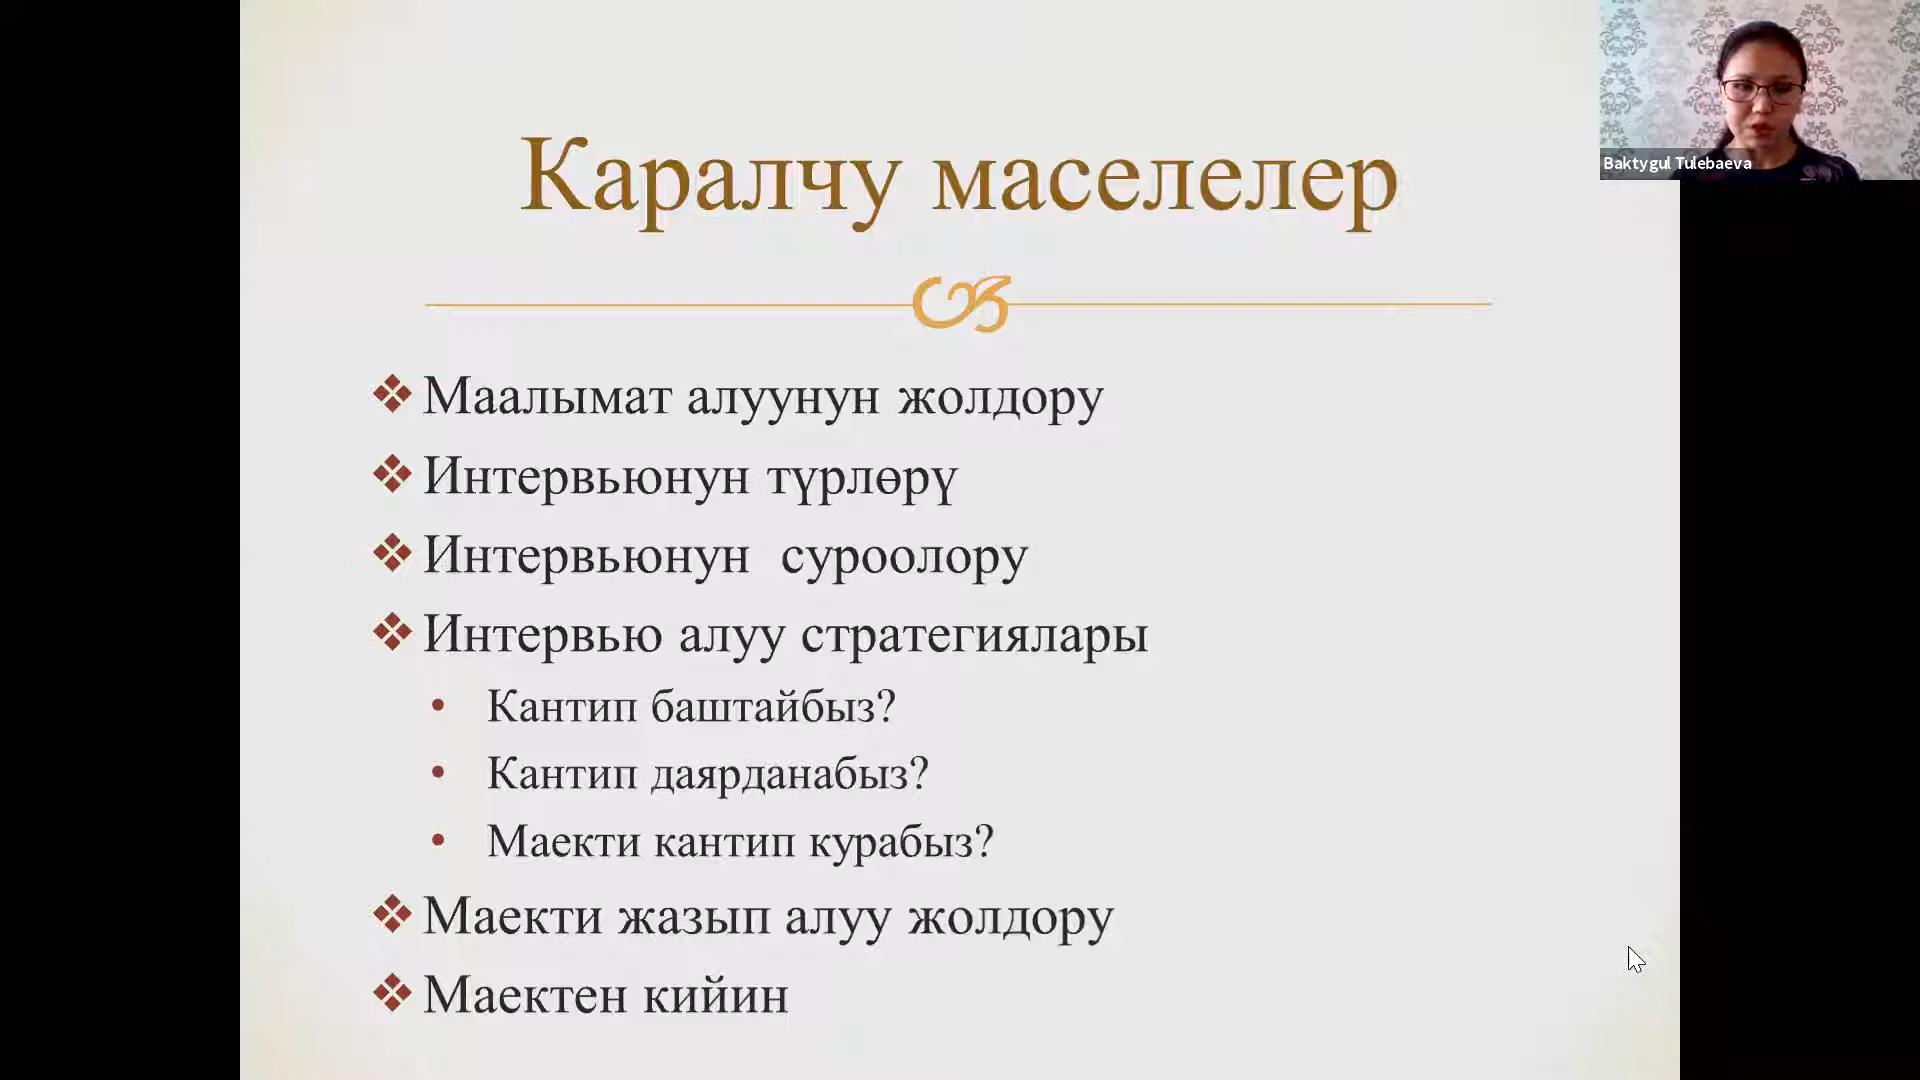 Каралчу маселелер
Маалымат алуунун жолдору
Интервьюнун түрлөрү
Интервьюнун суроолору
Интервью алуу стратегиялары
Кантип баштайбыз?
Кантип даярданабыз?
Маекти кантип курабыз?
Маекти жазып алуу жолдору
Маектен кийин
Baktygul Tulebaeva